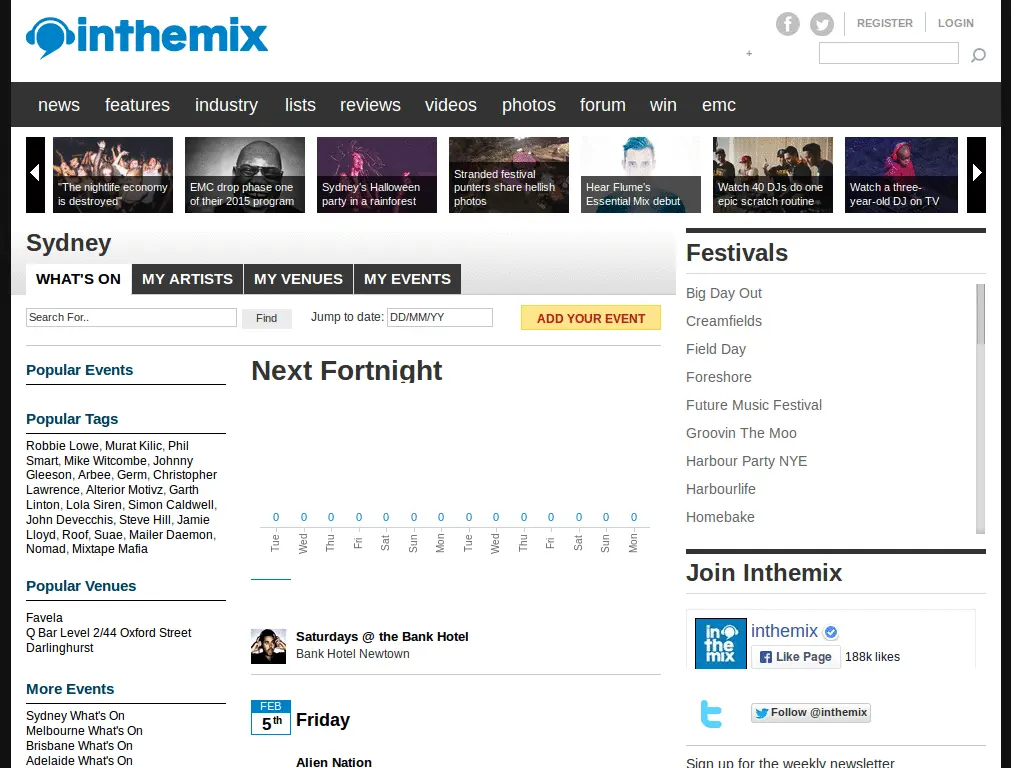 inthemix
REGISTER
LOGIN
+
news
features
industry
lists
reviews
videos
photos
forum
win
emc
"The nightlife economy
is destroyed"
EMC drop phase one
of their 2015 program
Sydney's Halloween
party in a rainforest
Stranded festival
punters share hellish
photos
Hear Flume's
Essential Mix debut
Watch 40 DJs do one
epic scratch routine
Watch a three-
year-old DJ on TV
Sydney
WHAT'S ON
MY ARTISTS
MY VENUES
MY EVENTS
Search For..
Find
Jump to date:
DD/MM/YY
ADD YOUR EVENT
Popular Events
Popular Tags
Robbie Lowe, Murat Kilic, Phil
Smart, Mike Witcombe, Johnny
Gleeson, Arbee, Germ, Christopher
Lawrence, Alterior Motivz, Garth
Linton, Lola Siren, Simon Caldwell,
John Devecchis, Steve Hill, Jamie
Lloyd, Roof, Suae, Mailer Daemon,
Nomad, Mixtape Mafia
Popular Venues
Favela
Q Bar Level 2/44 Oxford Street
Darlinghurst
More Events
Sydney What's On
Melbourne What's On
Brisbane What's On
Adelaide What's On
Next Fortnight
0 0 0 0 0 0 0 0 0 0 0 0 0 0
Tue Wed Thu Fri Sat Sun Mon Tue Wed Thu Fri Sat Sun Mon
Saturdays @ the Bank Hotel
Bank Hotel Newtown
FEB
5th
Friday
Alien Nation
Festivals
Big Day Out
Creamfields
Field Day
Foreshore
Future Music Festival
Groovin The Moo
Harbour Party NYE
Harbourlife
Homebake
Join Inthemix
in the mix
inthemix
Like Page
188k likes
Follow @inthemix
Sign up for the weekly newsletter